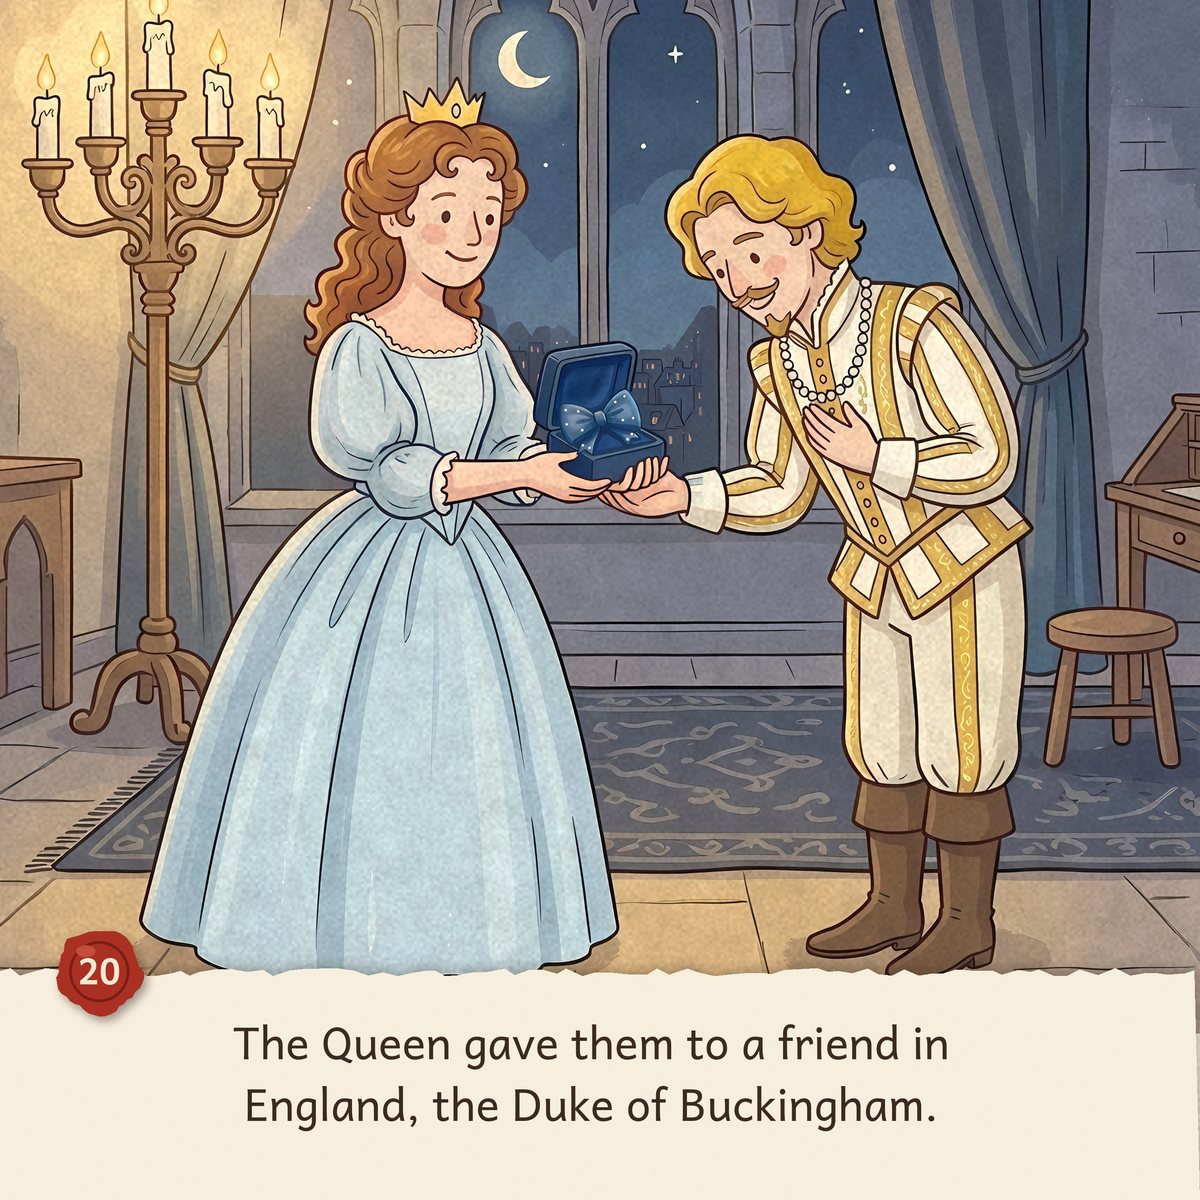 20
The Queen gave them to a friend in
England, the Duke of Buckingham.